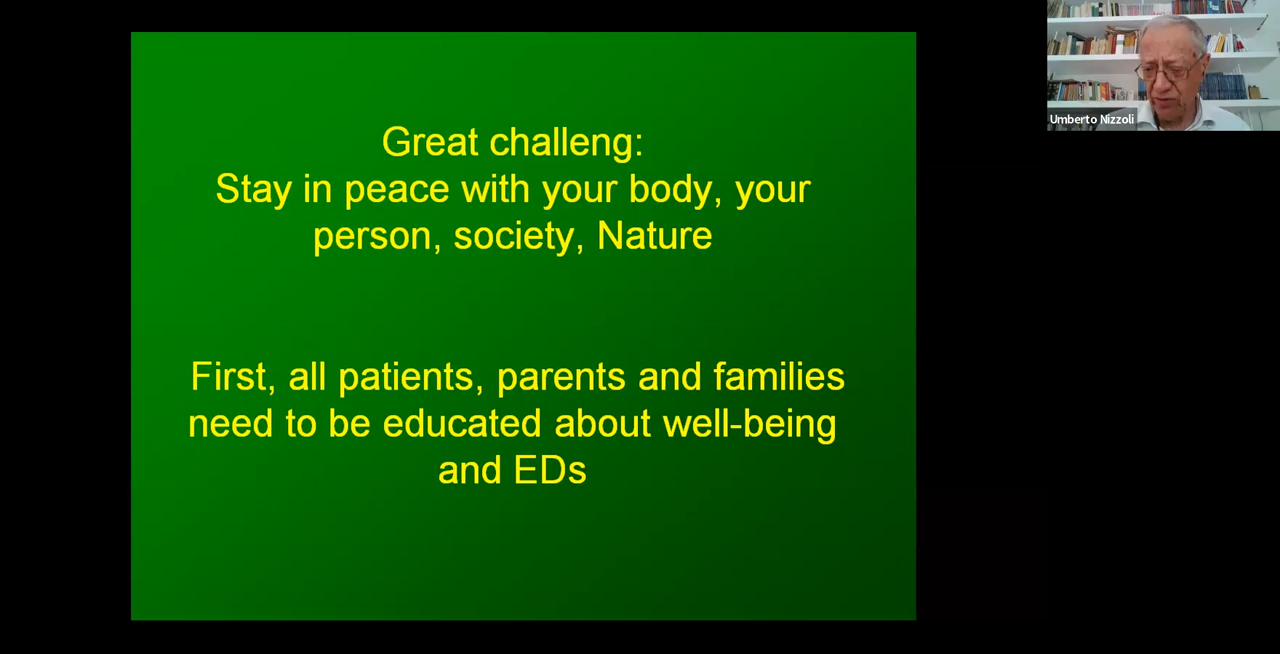 Great challeng:
Stay in peace with your body, your
person, society, Nature
First, all patients, parents and families
need to be educated about well-being
and EDs
Umberto Nizzoli